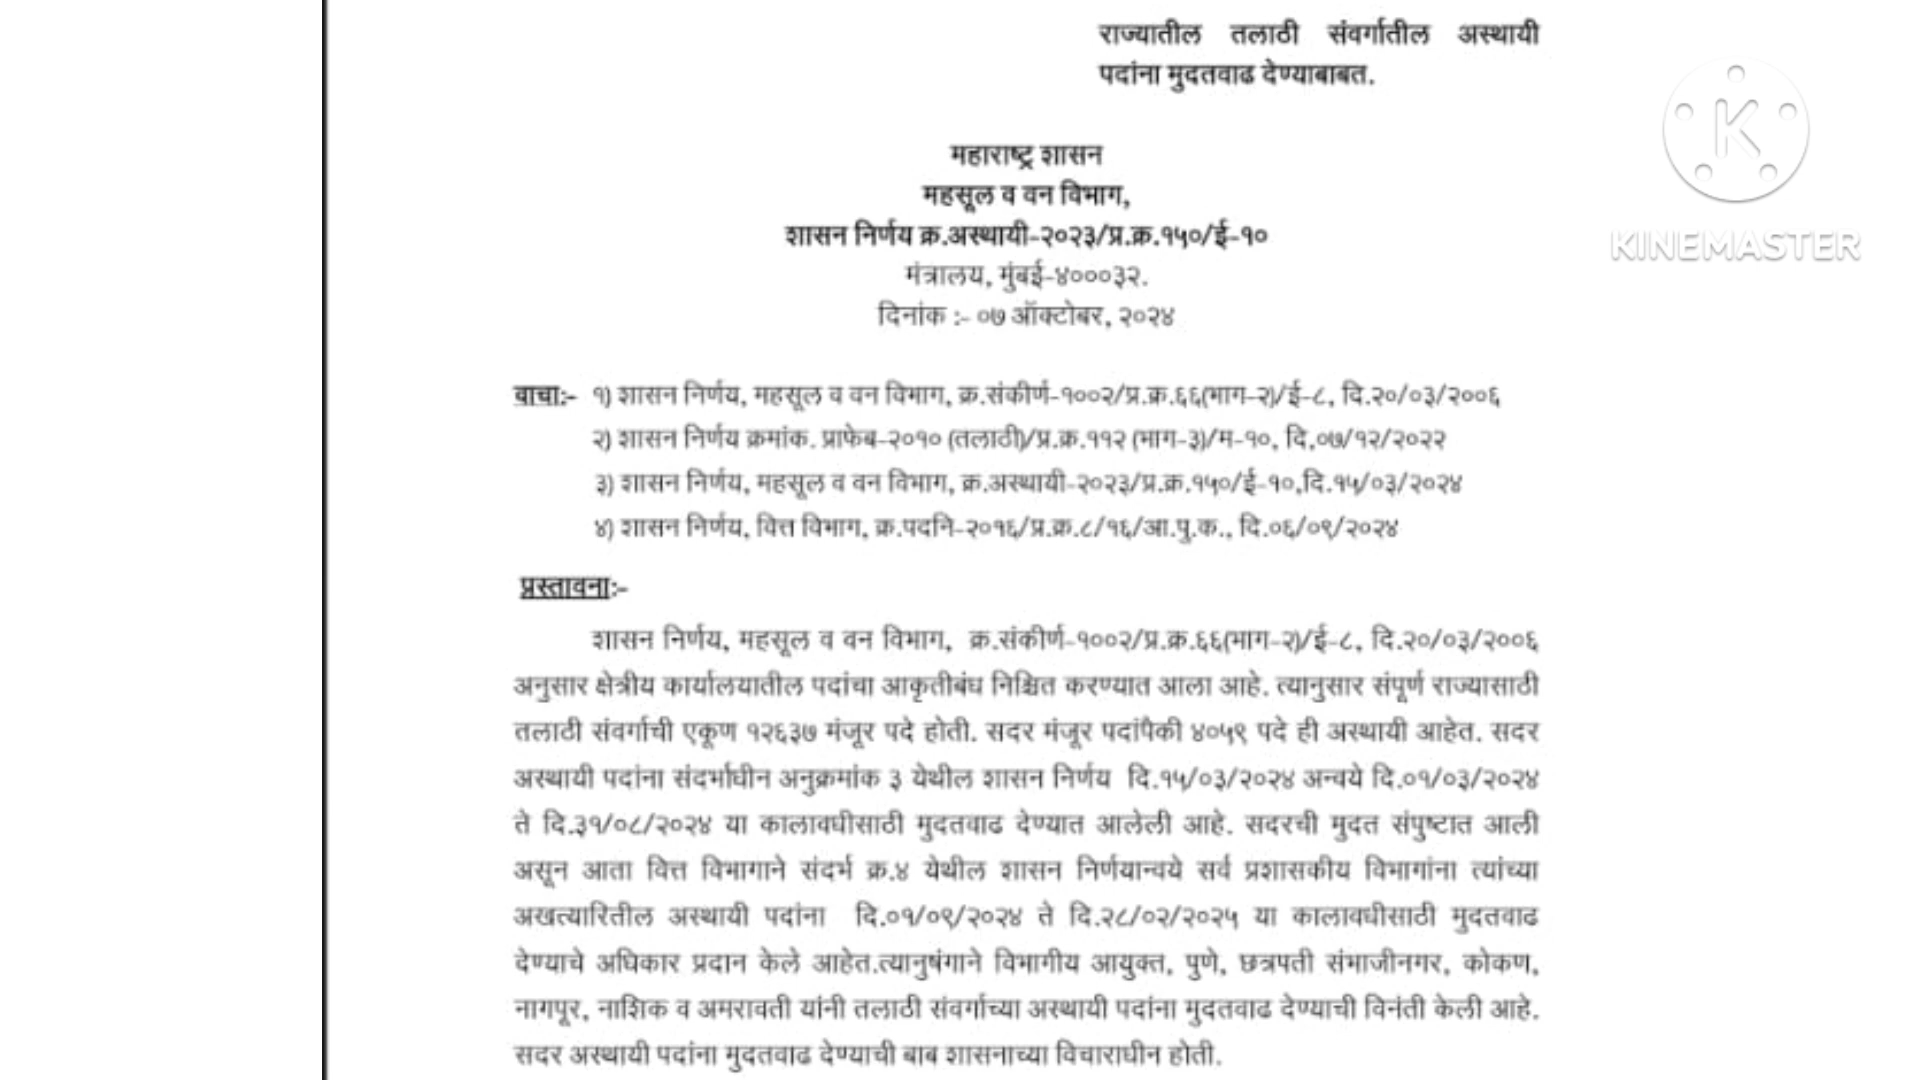 राज्यातील तलाठी संवर्गातील अस्थायी
पदांना मुदतवाढ देण्याबाबत.
महाराष्ट्र शासन
महसूल व वन विभाग,
शासन निर्णय क्र.अस्थायी-२०२३/प्र.क्र.१५०/ई-१०
मंत्रालय, मुंबई-४०००३२.
दिनांक :- ०७ ऑक्टोबर, २०२४
KINEMASTER
वाचा:- १) शासन निर्णय, महसूल व वन विभाग, क्र.संकीर्ण-१००२/प्र.क्र.६६(भाग-२)/ई-८, दि.२०/०३/२००६
२) शासन निर्णय क्रमांक. प्राफेब-२०१० (तलाठी)/प्र.क्र.११२ (भाग-३)/म-१०, दि.०७/१२/२०२२
३) शासन निर्णय, महसूल व वन विभाग, क्र.अस्थायी-२०२३/प्र.क्र.१५०/ई-१०,दि.१५/०३/२०२४
४) शासन निर्णय, वित्त विभाग, क्र.पदनि-२०१६/प्र.क्र.८/१६/आ.पु.क., दि.०६/०९/२०२४
प्रस्तावना:-
शासन निर्णय, महसूल व वन विभाग, क्र.संकीर्ण-१००२/प्र.क्र.६६(भाग-२)/ई-८, दि.२०/०३/२००६
अनुसार क्षेत्रीय कार्यालयातील पदांचा आकृतीबंध निश्चित करण्यात आला आहे. त्यानुसार संपूर्ण राज्यासाठी
तलाठी संवर्गाची एकूण १२६३७ मंजूर पदे होती. सदर मंजूर पदांपैकी ४०५९ पदे ही अस्थायी आहेत. सदर
अस्थायी पदांना संदर्भाधीन अनुक्रमांक ३ येथील शासन निर्णय दि.१५/०३/२०२४ अन्वये दि.०१/०३/२०२४
ते दि.३१/०८/२०२४ या कालावधीसाठी मुदतवाढ देण्यात आलेली आहे. सदरची मुदत संपुष्टात आली
असून आता वित्त विभागाने संदर्भ क्र.४ येथील शासन निर्णयान्वये सर्व प्रशासकीय विभागांना त्यांच्या
अखत्यारितील अस्थायी पदांना दि.०१/०९/२०२४ ते दि.२८/०२/२०२५ या कालावधीसाठी मुदतवाढ
देण्याचे अधिकार प्रदान केले आहेत.त्यानुषंगाने विभागीय आयुक्त, पुणे, छत्रपती संभाजीनगर, कोकण,
नागपूर, नाशिक व अमरावती यांनी तलाठी संवर्गाच्या अस्थायी पदांना मुदतवाढ देण्याची विनंती केली आहे.
सदर अस्थायी पदांना मुदतवाढ देण्याची बाब शासनाच्या विचाराधीन होती.